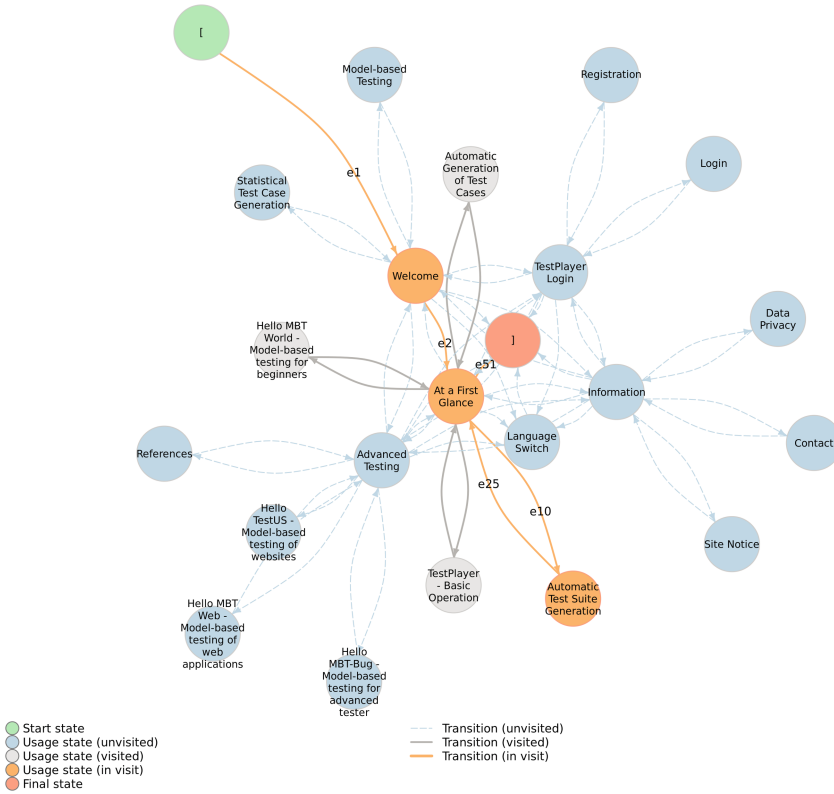 [
Model-based
Testing
Registration
Automatic
Generation
of Test
Cases
Login
e1
Statistical
Test Case
Generation
Welcome
TestPlayer
Login
Data
Privacy
Hello MBT
World -
Model-based
testing for
beginners
e2
]
e51
At a First
Glance
Information
Language
Switch
Contact
References
Advanced
Testing
e25
e10
Hello
TestUS -
Model-based
testing of
websites
Site Notice
TestPlayer
- Basic
Operation
Automatic
Test Suite
Generation
Hello MBT
Web -
Model-based
testing of
web
applications
Hello
MBT-Bug -
Model-based
testing for
advanced
tester
Start state
Usage state (unvisited)
Usage state (visited)
Usage state (in visit)
Final state
Transition (unvisited)
Transition (visited)
Transition (in visit)